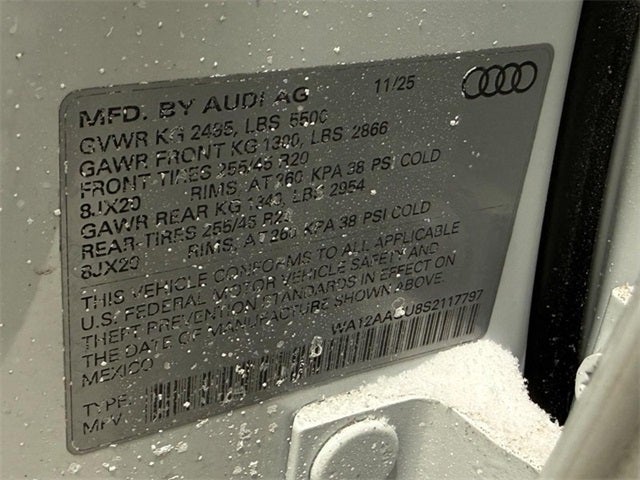 MFD. BY AUDI AG 11/25
GVWR KG 2495, LBS 5500
GAWR FRONT KG 1300, LBS 2866
FRONT TIRES 255/45 R20
8JX20 RIMS, AT 260 KPA 38 PSI COLD
GAWR REAR KG 1340, LBS 2954
REAR-TIRES 255/45 R20
8JX20 RIMS, AT 260 KPA 38 PSI COLD
THIS VEHICLE CONFORMS TO ALL APPLICABLE
U.S. FEDERAL MOTOR VEHICLE SAFETY AND
THEFT PREVENTION STANDARDS IN EFFECT ON
THE DATE OF MANUFACTURE SHOWN ABOVE.
MEXICO
TYPE:
MPV